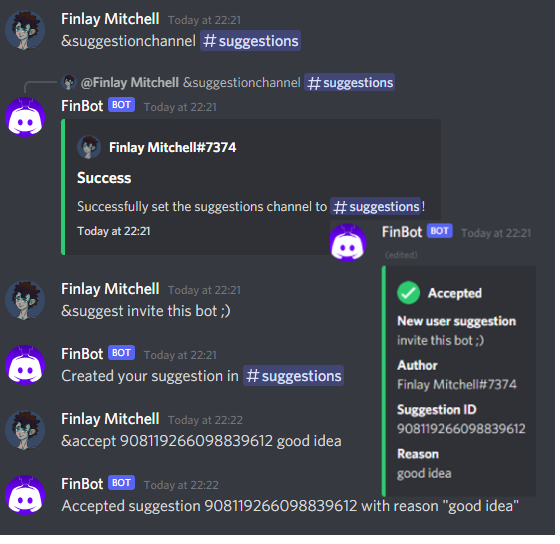 Finlay Mitchell Today at 22:21
&suggestionchannel #suggestions
@Finlay Mitchell &suggestionchannel #suggestions
FinBot BOT Today at 22:21
Finlay Mitchell#7374
Success
Successfully set the suggestions channel to #suggestions!
Today at 22:21
Finlay Mitchell Today at 22:21
&suggest invite this bot ;)
FinBot BOT Today at 22:21
Created your suggestion in #suggestions
Finlay Mitchell Today at 22:22
&accept 908119266098839612 good idea
FinBot BOT Today at 22:22
Accepted suggestion 908119266098839612 with reason "good idea"
FinBot BOT Today at 22:21
(edited)
Accepted
New user suggestion
invite this bot ;)
Author
Finlay Mitchell#7374
Suggestion ID
908119266098839612
Reason
good idea